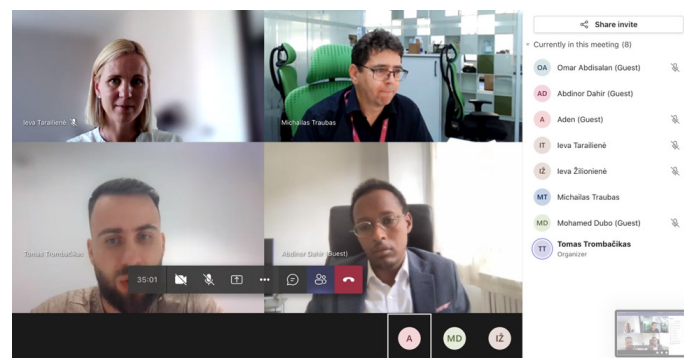 Ieva Tarailienė
Michailas Traubas
Tomas Trombačikas
Abdinor Dahir (Guest)
35:01
A
MD
IŽ
Share invite
Currently in this meeting (8)
OA Omar Abdisalan (Guest)
AD Abdinor Dahir (Guest)
A Aden (Guest)
IT Ieva Tarailienė
IŽ Ieva Žilionienė
MT Michailas Traubas
MD Mohamed Dubo (Guest)
TT Tomas Trombačikas
Organizer